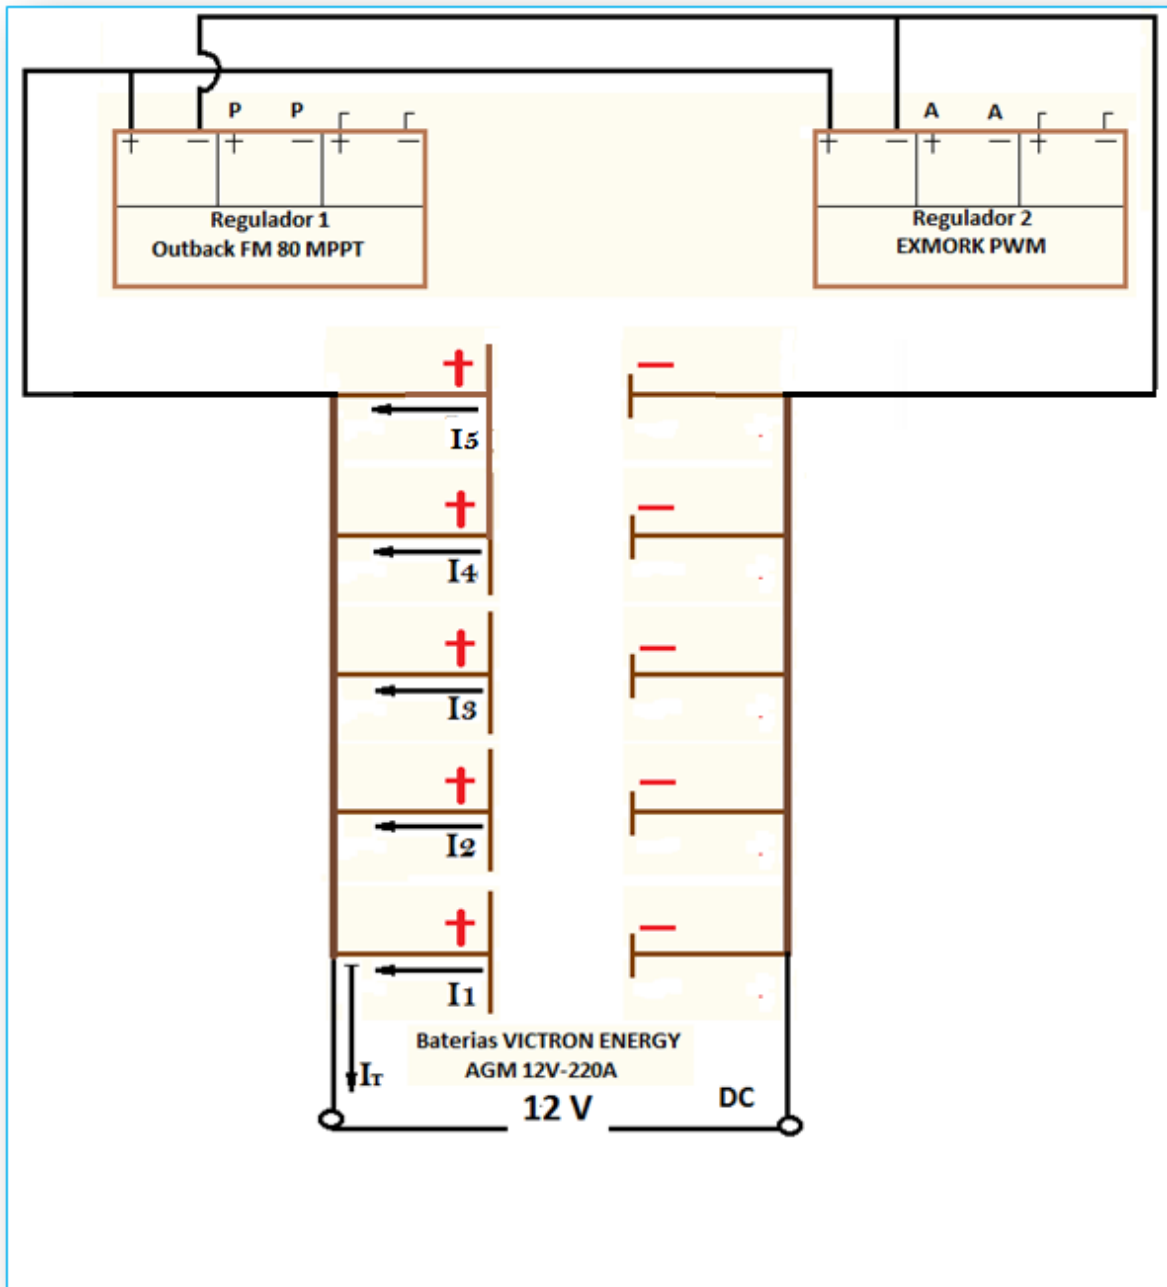 P P
+ − + − + −
Regulador 1
Outback FM 80 MPPT
A A
+ − + − + −
Regulador 2
EXMORK PWM
+ −
I5
+ −
I4
+ −
I3
+ −
I2
+ −
I1
IT
Baterias VICTRON ENERGY
AGM 12V-220A
12 V
DC